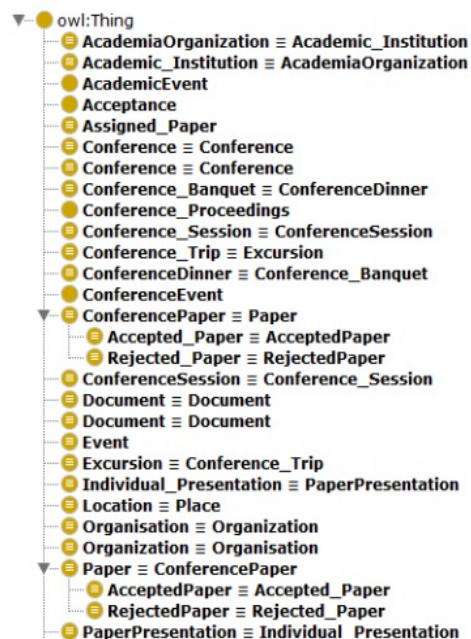 owl:Thing
AcademiaOrganization ≡ Academic_Institution
Academic_Institution ≡ AcademiaOrganization
AcademicEvent
Acceptance
Assigned_Paper
Conference ≡ Conference
Conference ≡ Conference
Conference_Banquet ≡ ConferenceDinner
Conference_Proceedings
Conference_Session ≡ ConferenceSession
Conference_Trip ≡ Excursion
ConferenceDinner ≡ Conference_Banquet
ConferenceEvent
ConferencePaper ≡ Paper
Accepted_Paper ≡ AcceptedPaper
Rejected_Paper ≡ RejectedPaper
ConferenceSession ≡ Conference_Session
Document ≡ Document
Document ≡ Document
Event
Excursion ≡ Conference_Trip
Individual_Presentation ≡ PaperPresentation
Location ≡ Place
Organisation ≡ Organization
Organization ≡ Organisation
Paper ≡ ConferencePaper
AcceptedPaper ≡ Accepted_Paper
RejectedPaper ≡ Rejected_Paper
PaperPresentation ≡ Individual_Presentation